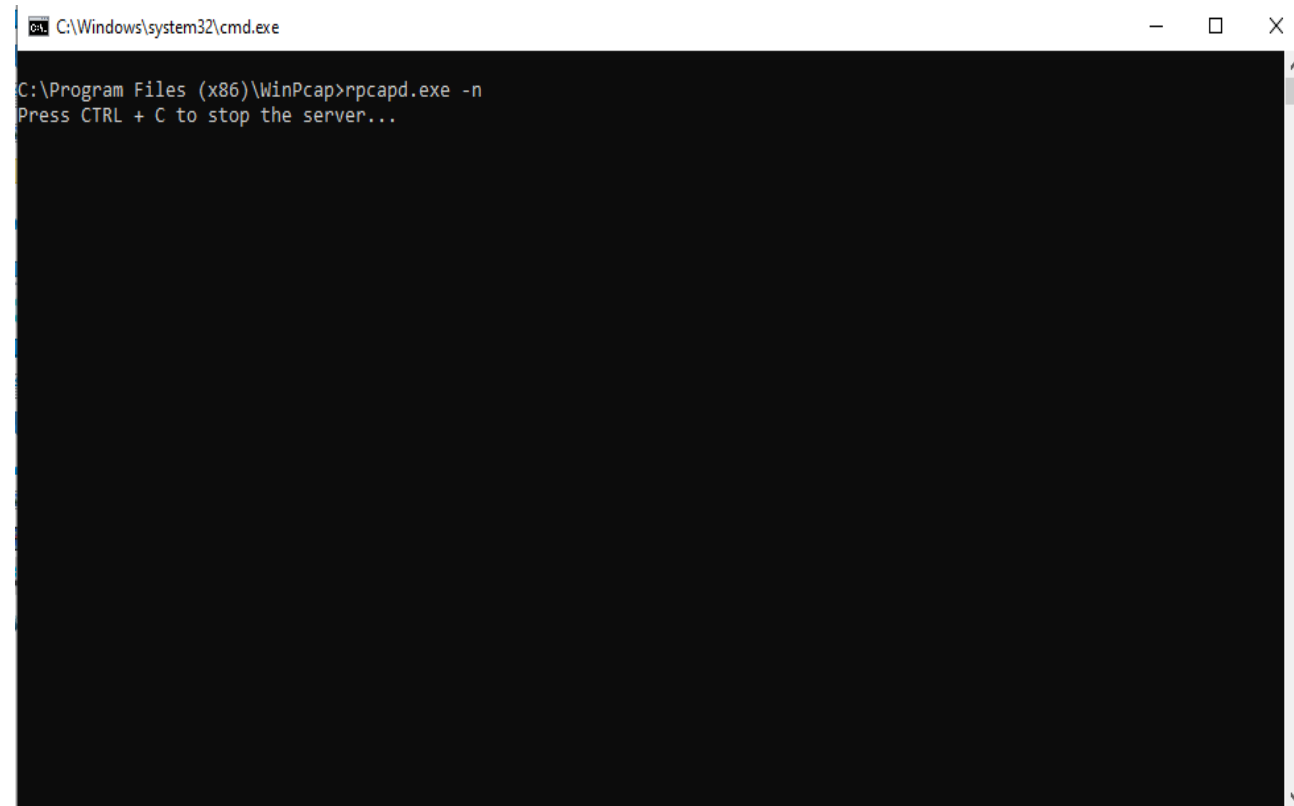 C:\Windows\system32\cmd.exe
C:\Program Files (x86)\WinPcap>rpcapd.exe -n
Press CTRL + C to stop the server...